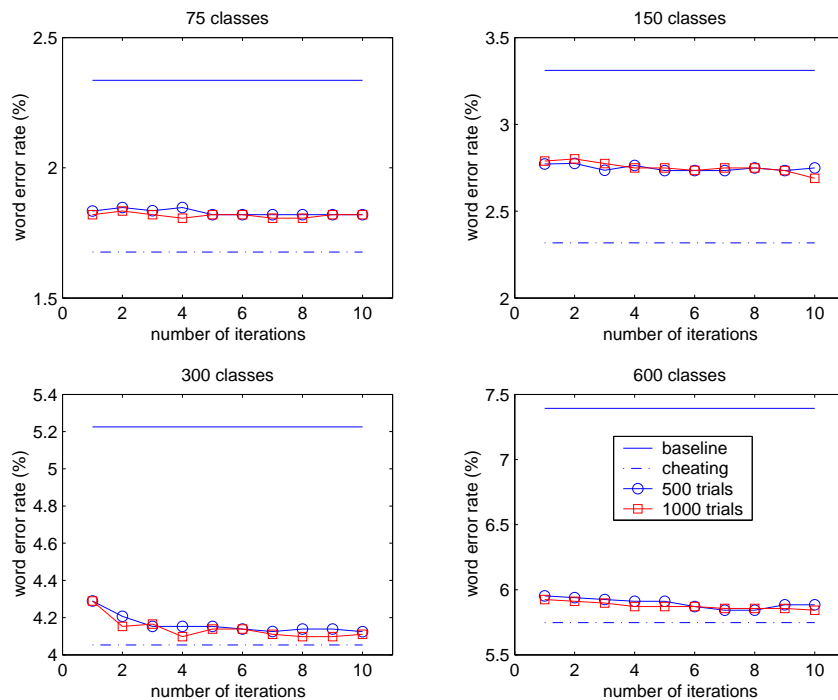 75 classes
2.5
2
1.5
word error rate (%)
0 2 4 6 8 10
number of iterations
150 classes
3.5
3
2.5
2
word error rate (%)
0 2 4 6 8 10
number of iterations
300 classes
5.4
5.2
5
4.8
4.6
4.4
4.2
4
word error rate (%)
0 2 4 6 8 10
number of iterations
600 classes
7.5
7
6.5
6
5.5
word error rate (%)
0 2 4 6 8 10
number of iterations
baseline
cheating
500 trials
1000 trials